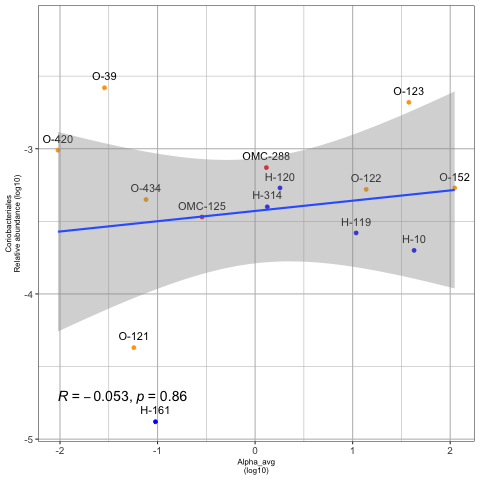 O-39
O-123
O-420
-3
OMC-288
H-120
O-122
O-152
O-434
H-314
OMC-125
H-119
H-10
Coriobacteriales
Relative abundante (log10)
-4
O-121
R = −0.053, p = 0.86
H-161
-5
-2 -1 0 1 2
Alpha_avg
(log10)